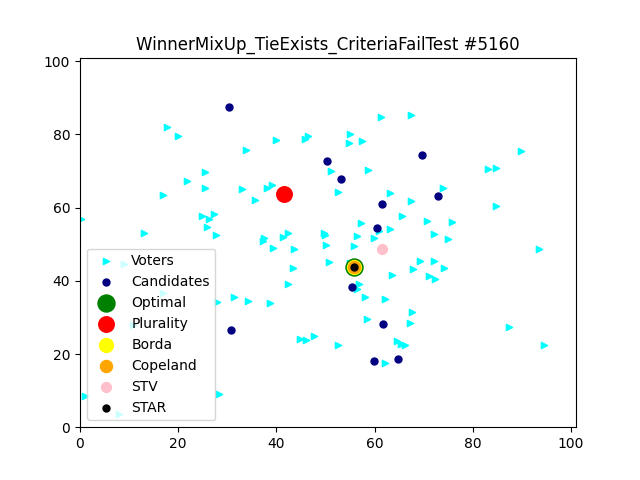 WinnerMixUp_TieExists_CriteriaFailTest #5160
100
80
60
40
20
0
0 20 40 60 80 100
Voters
Candidates
Optimal
Plurality
Borda
Copeland
STV
STAR